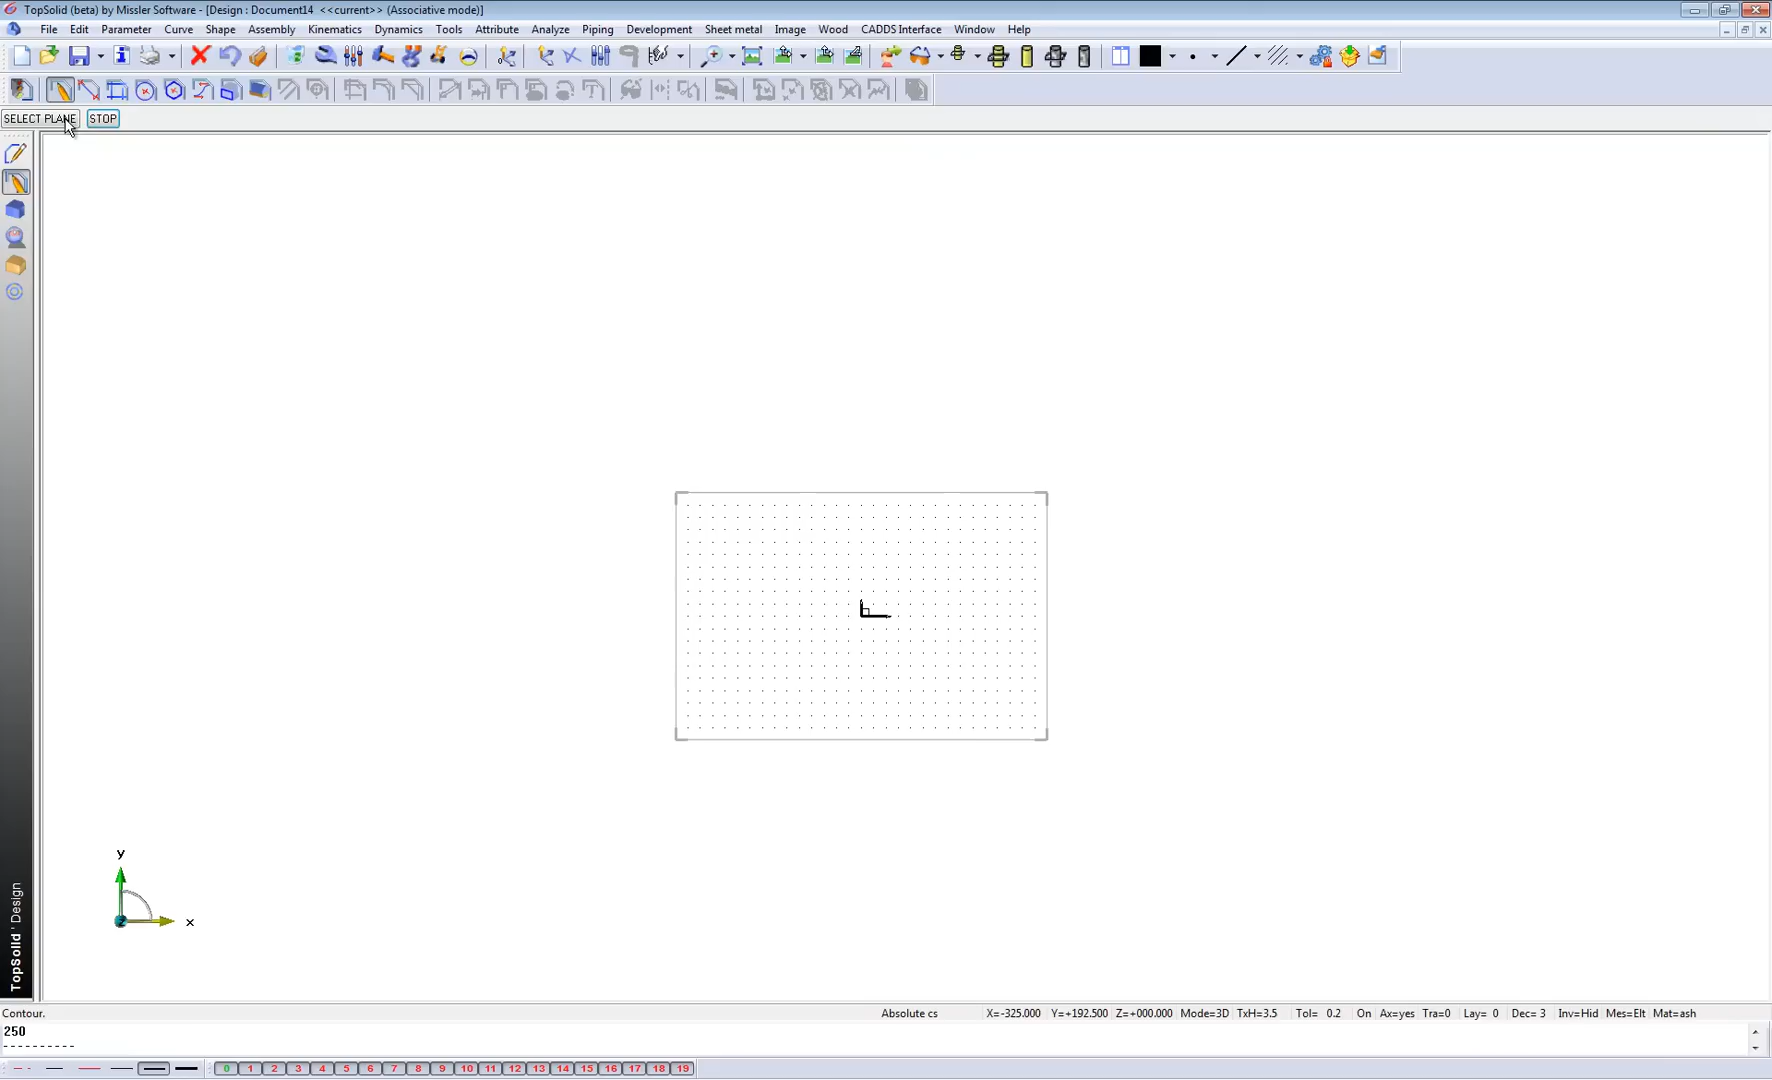 TopSolid (beta) by Missler Software - [Design : Document14 <<current>> (Associative mode)]
File Edit Parameter Curve Shape Assembly Kinematics Dynamics Tools Attribute Analyze Piping Development Sheet metal Image Wood CADDS Interface Window Help
SELECT PLANE STOP
y
x
z
TopSolid'Design
Contour. Absolute cs X=-325.000 Y=+192.500 Z=+000.000 Mode=3D TxH=3.5 Tol= 0.2 On Ax=yes Tra=0 Lay= 0 Dec= 3 Inv=Hid Mes=Elt Mat=ash
250
----------
0 1 2 3 4 5 6 7 8 9 10 11 12 13 14 15 16 17 18 19